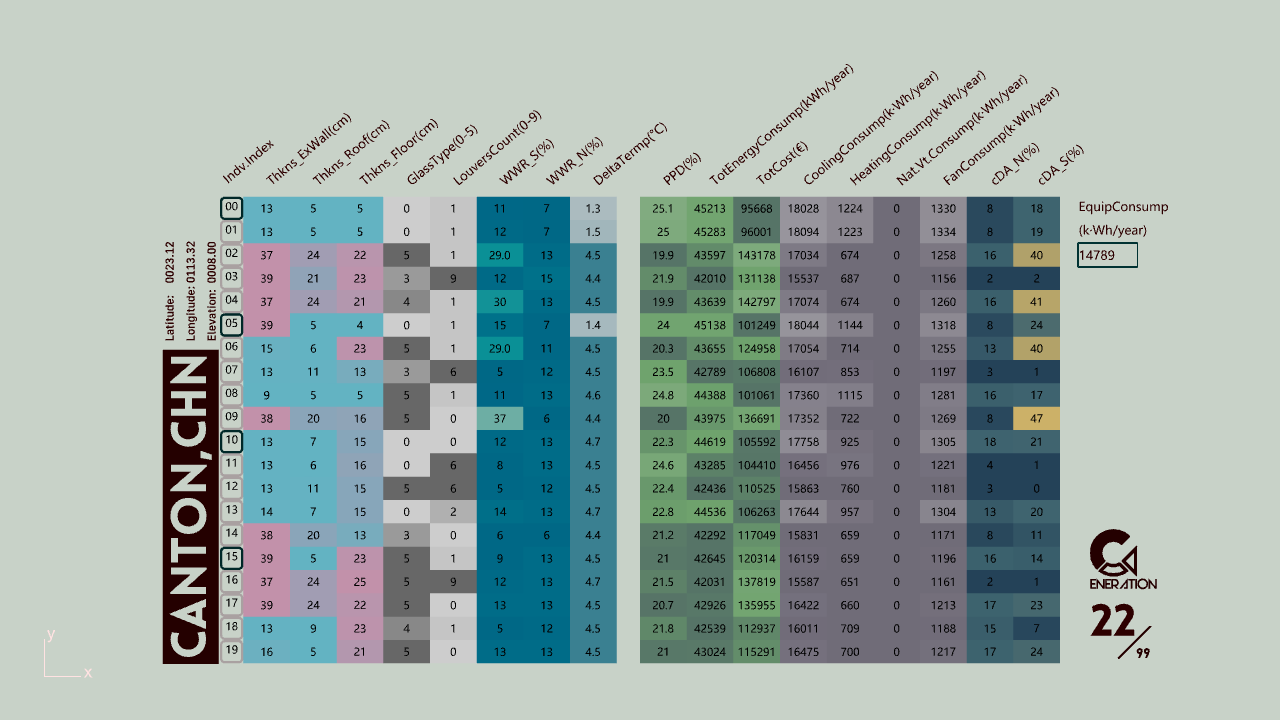 Indv.Index Thkns_ExWall(cm) Thkns_Roof(cm) Thkns_Floor(cm) GlassType(0-5) LouversCount(0-9) WWR_S(%) WWR_N(%) DeltaTermp(°C) PPD(%) TotEnergyConsump(kWh/year) TotCost(€) CoolingConsump(k·Wh/year) HeatingConsump(k·Wh/year) Nat.Vt.Consump(k·Wh/year) FanConsump(k·Wh/year) cDA_N(%) cDA_S(%)
00 13 5 5 0 1 11 7 1.3 25.1 45213 95668 18028 1224 0 1330 8 18
01 13 5 5 0 1 12 7 1.5 25 45283 96001 18094 1223 0 1334 8 19
02 37 24 22 5 1 29.0 13 4.5 19.9 43597 143178 17034 674 0 1258 16 40
03 39 21 23 3 9 12 15 4.4 21.9 42010 131138 15537 687 0 1156 2 2
04 37 24 21 4 1 30 13 4.5 19.9 43639 142797 17074 674 0 1260 16 41
05 39 5 4 0 1 15 7 1.4 24 45138 101249 18044 1144 0 1318 8 24
06 15 6 23 5 1 29.0 11 4.5 20.3 43655 124958 17054 714 0 1255 13 40
07 13 11 13 3 6 5 12 4.5 23.5 42789 106808 16107 853 0 1197 3 1
08 9 5 5 5 1 11 13 4.6 24.8 44388 101061 17360 1115 0 1281 16 17
09 38 20 16 5 0 37 6 4.4 20 43975 136691 17352 722 0 1269 8 47
10 13 7 15 0 0 12 13 4.7 22.3 44619 105592 17758 925 0 1305 18 21
11 13 6 16 0 6 8 13 4.5 24.6 43285 104410 16456 976 0 1221 4 1
12 13 11 15 5 6 5 12 4.5 22.4 42436 110525 15863 760 0 1181 3 0
13 14 7 15 0 2 14 13 4.7 22.8 44536 106263 17644 957 0 1304 13 20
14 38 20 13 3 0 6 6 4.4 21.2 42292 117049 15831 659 0 1171 8 11
15 39 5 23 5 1 9 13 4.5 21 42645 120314 16159 659 0 1196 16 14
16 37 24 25 5 9 12 13 4.7 21.5 42031 137819 15587 651 0 1161 2 1
17 39 24 22 5 0 13 13 4.5 20.7 42926 135955 16422 660 0 1213 17 23
18 13 9 23 4 1 5 12 4.5 21.8 42539 112937 16011 709 0 1188 15 7
19 16 5 21 5 0 13 13 4.5 21 43024 115291 16475 700 0 1217 17 24
EquipConsump
(k·Wh/year)
14789
Latitude: 0023.12
Longitude: 0113.32
Elevation: 0008.00
CANTON,CHN
GENERATION
22/99
y
x